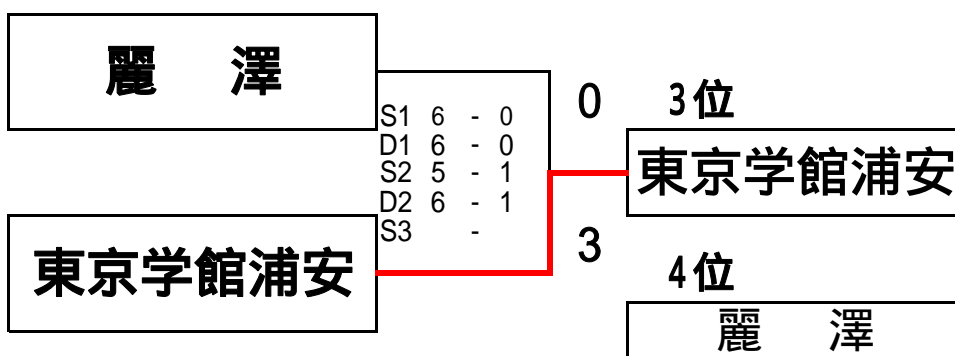 麗 澤
S1 6 - 0
D1 6 - 0
S2 5 - 1
D2 6 - 1
S3 -
東京学館浦安
0
3
3位
東京学館浦安
4位
麗 澤